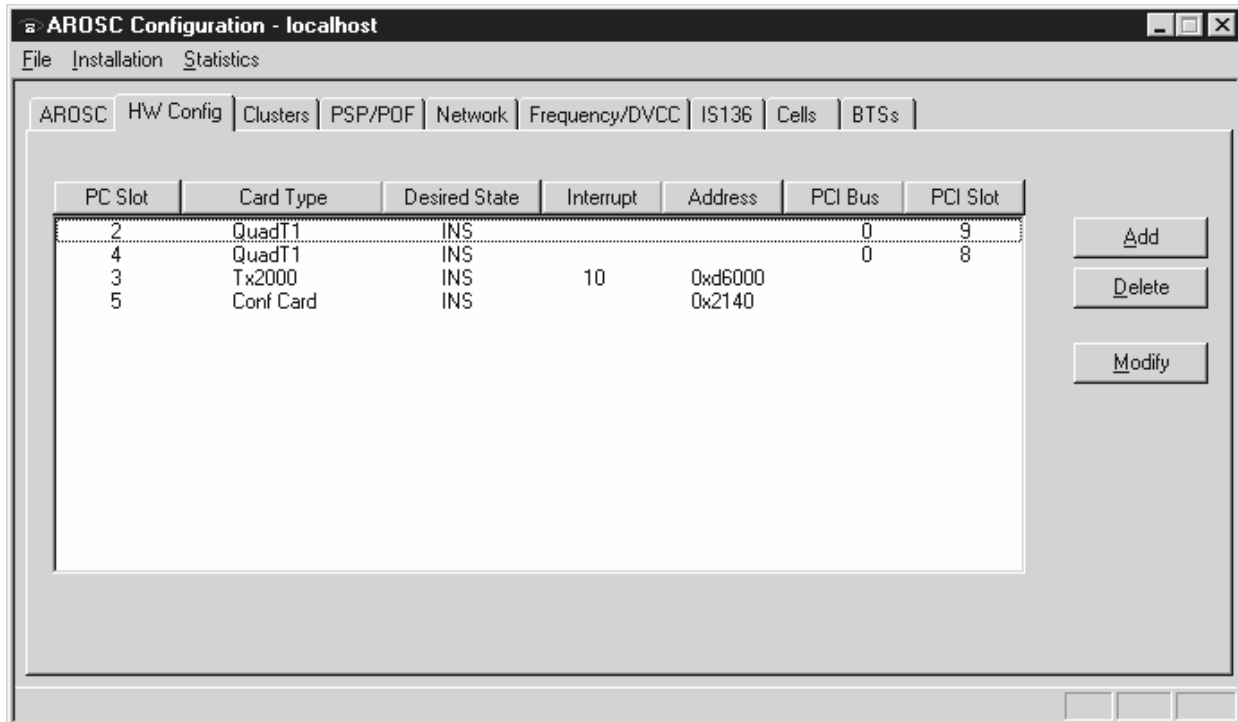 AROSC Configuration - localhost
File Installation Statistics
AROSC HW Config Clusters PSP/POF Network Frequency/DVCC IS136 Cells BTSs
PC Slot Card Type Desired State Interrupt Address PCI Bus PCI Slot
2 QuadT1 INS 0 9
4 QuadT1 INS 0 8
3 Tx2000 INS 10 0xd6000
5 Conf Card INS 0x2140
Add
Delete
Modify